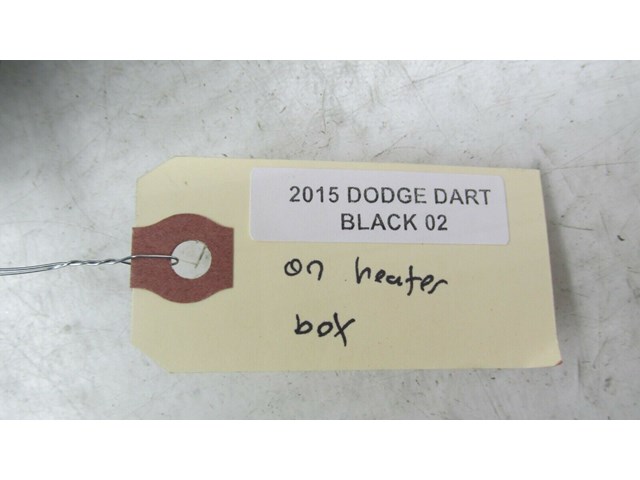 2015 DODGE DART
BLACK 02
on heater
box